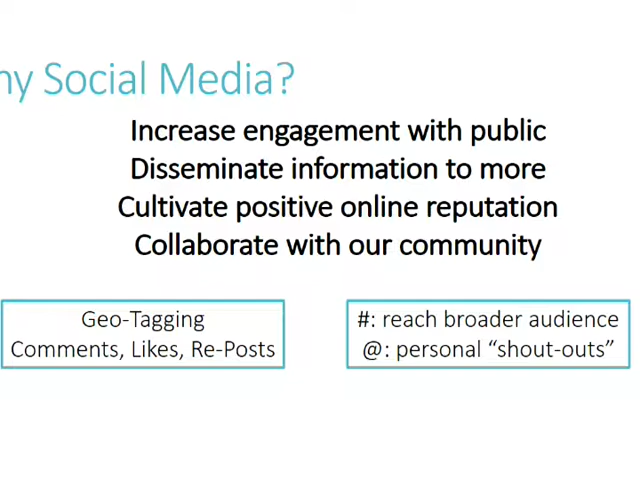 hy Social Media?
Increase engagement with public
Disseminate information to more
Cultivate positive online reputation
Collaborate with our community
Geo-Tagging
Comments, Likes, Re-Posts
#: reach broader audience
@: personal “shout-outs”